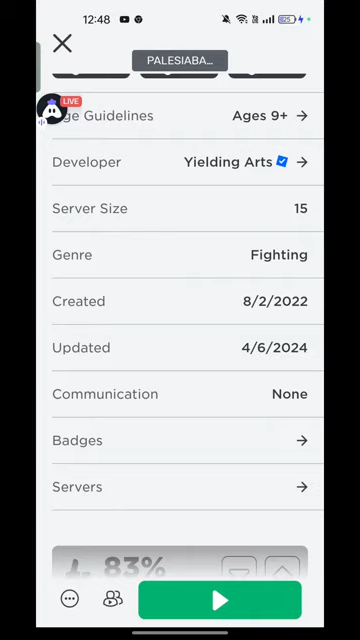 12:48
825
PALESIABA...
LIVE
ge Guidelines Ages 9+
Developer Yielding Arts
Server Size 15
Genre Fighting
Created 8/2/2022
Updated 4/6/2024
Communication None
Badges
Servers
83%